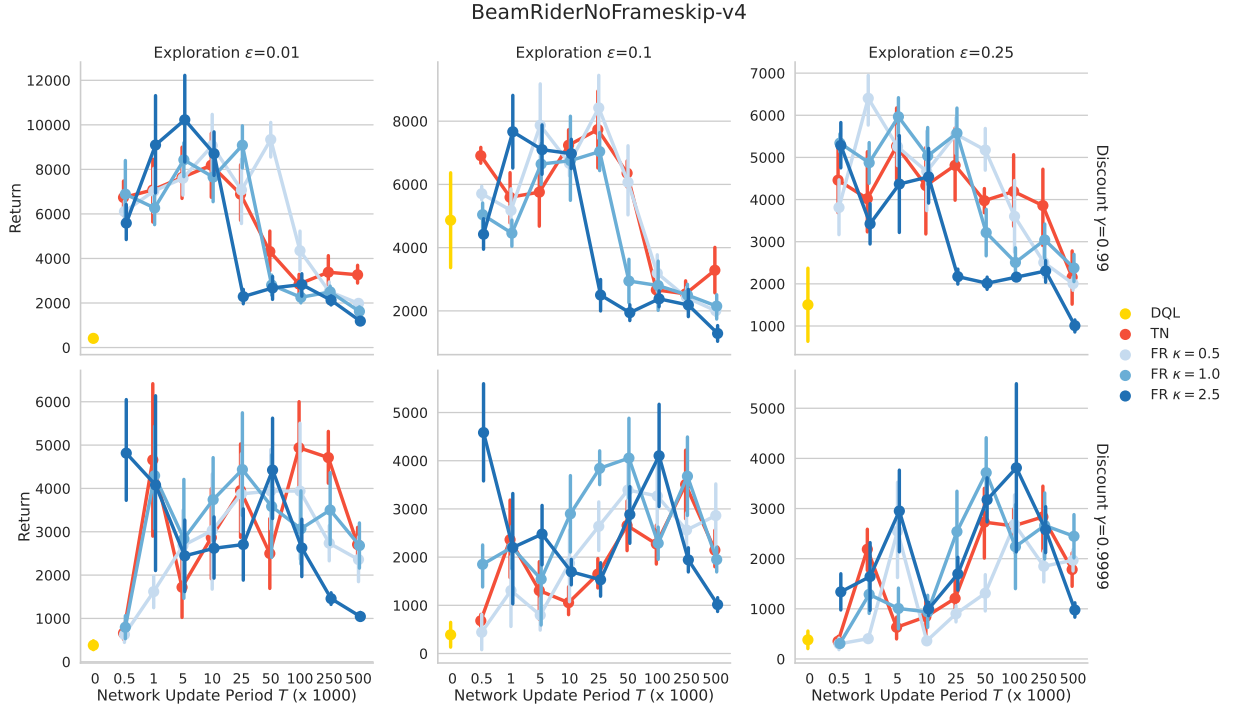 BeamRiderNoFrameskip-v4
Exploration ε=0.01
Exploration ε=0.1
Exploration ε=0.25
12000
10000
8000
6000
4000
2000
0
Return
8000
6000
4000
2000
7000
6000
5000
4000
3000
2000
1000
Discount γ=0.99
DQL
TN
FR κ = 0.5
FR κ = 1.0
FR κ = 2.5
6000
5000
4000
3000
2000
1000
0
Return
5000
4000
3000
2000
1000
0
5000
4000
3000
2000
1000
0
Discount γ=0.9999
0 0.5 1 5 10 25 50 100 250 500
Network Update Period T (x 1000)
0 0.5 1 5 10 25 50 100 250 500
Network Update Period T (x 1000)
0 0.5 1 5 10 25 50 100 250 500
Network Update Period T (x 1000)